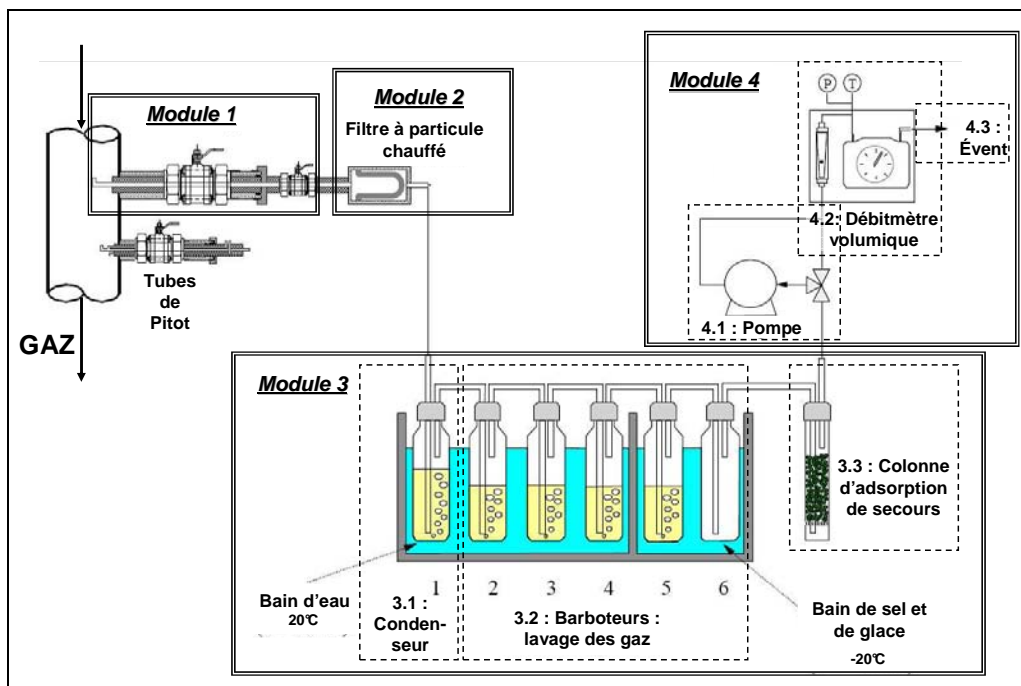 Module 1
Module 2
Filtre à particule
chauffé
Module 4
P T
4.3 :
Évent
4.2: Débitmètre
volumique
4.1 : Pompe
Tubes
de
Pitot
GAZ
Module 3
3.3 : Colonne
d’adsorption
de secours
1 2 3 4 5 6
Bain d’eau
20℃
3.1 :
Conden-
seur
3.2 : Barboteurs :
lavage des gaz
Bain de sel et
de glace
-20℃